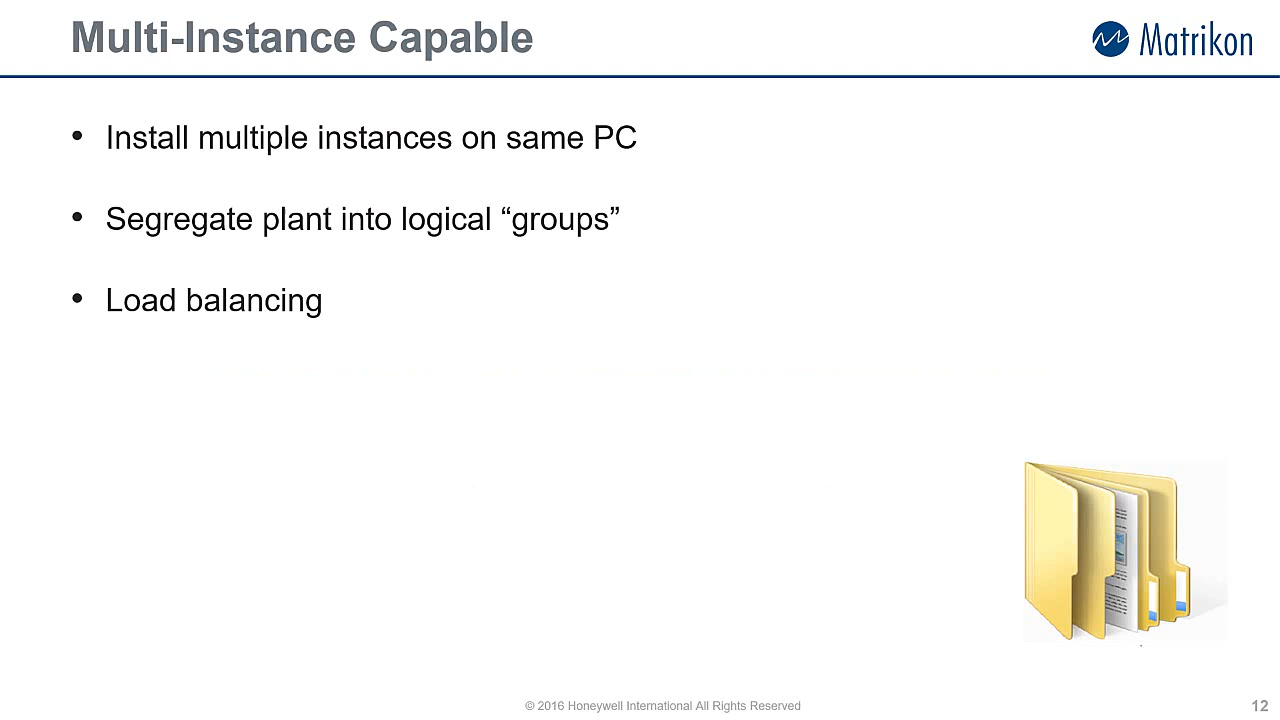 Multi-Instance Capable
Matrikon
• Install multiple instances on same PC
• Segregate plant into logical “groups”
• Load balancing
© 2016 Honeywell International All Rights Reserved
12